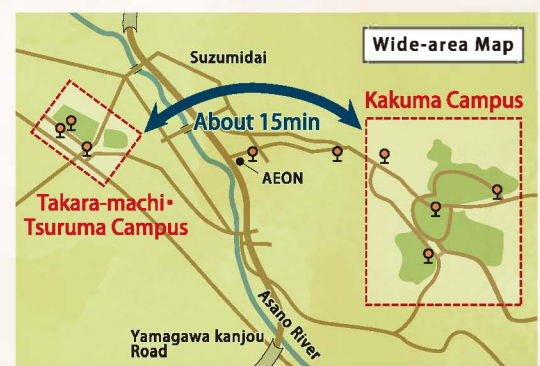 Wide-area Map
Suzumidai
Kakuma Campus
About 15min
AEON
Takara-machi・
Tsuruma Campus
Asano River
Yamagawa kanjou
Road